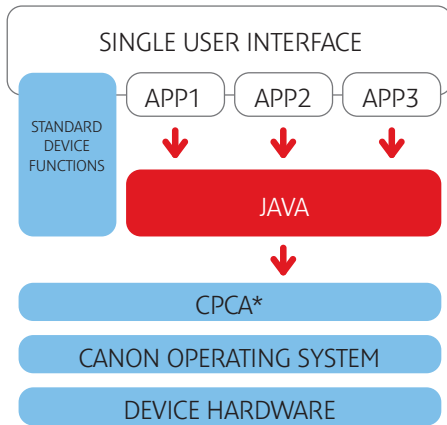 SINGLE USER INTERFACE
APP1 APP2 APP3
STANDARD
DEVICE
FUNCTIONS
JAVA
CPCA*
CANON OPERATING SYSTEM
DEVICE HARDWARE